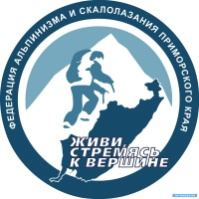 ФЕДЕРАЦИЯ АЛЬПИНИЗМА И СКАЛОЛАЗАНИЯ ПРИМОРСКОГО КРАЯ
ЖИВИ,
СТРЕМЯСЬ
К ВЕРШИНЕ